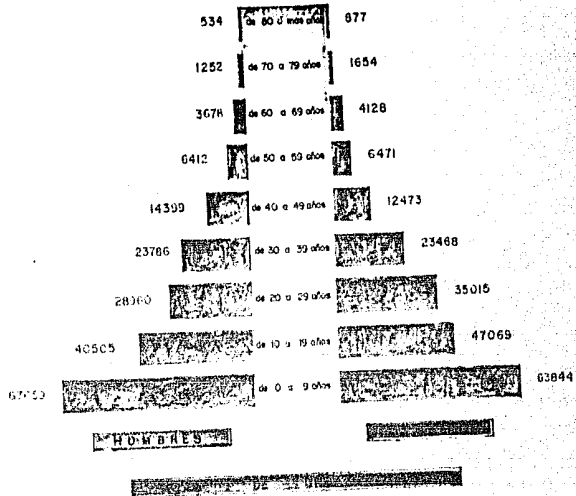 534 de 80 ó más años 877
1252 de 70 a 79 años 1654
3678 de 60 a 69 años 4128
6412 de 50 a 59 años 6471
14399 de 40 a 49 años 12473
23786 de 30 a 39 años 23468
de 20 a 29 años 35015
40505 de 10 a 19 años 47069
de 0 a 9 años 63844
HOMBRES
DE